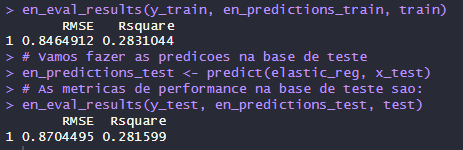 > en_eval_results(y_train, en_predictions_train, train)
       RMSE   Rsquare
1 0.8464912 0.2831044
> # Vamos fazer as predicoes na base de teste
> en_predictions_test <- predict(elastic_reg, x_test)
> # As metricas de performance na base de teste sao:
> en_eval_results(y_test, en_predictions_test, test)
       RMSE  Rsquare
1 0.8704495 0.281599